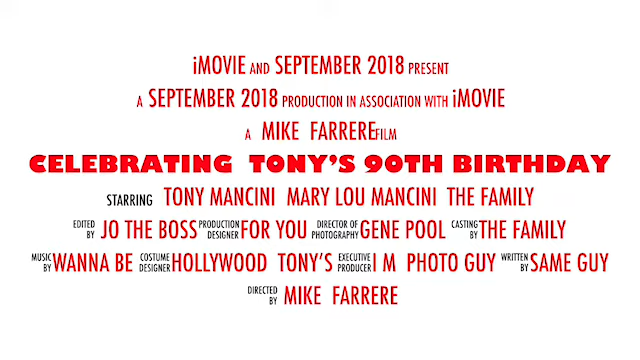 iMOVIE AND SEPTEMBER 2018 PRESENT
A SEPTEMBER 2018 PRODUCTION IN ASSOCIATION WITH iMOVIE
A MIKE FARRERE FILM
CELEBRATING TONY'S 90TH BIRTHDAY
STARRING TONY MANCINI MARY LOU MANCINI THE FAMILY
EDITED BY JO THE BOSS PRODUCTION DESIGNER FOR YOU DIRECTOR OF PHOTOGRAPHY GENE POOL CASTING BY THE FAMILY
MUSIC BY WANNA BE COSTUME DESIGNER HOLLYWOOD TONY'S EXECUTIVE PRODUCER I M PHOTO GUY WRITTEN BY SAME GUY
DIRECTED BY MIKE FARRERE